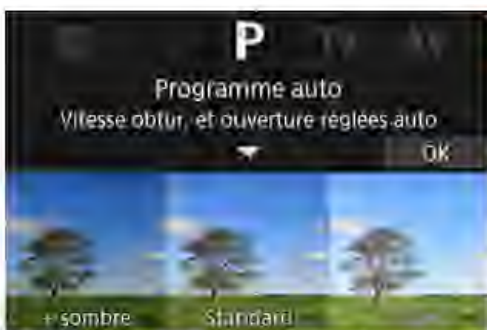 P
Programme auto
Vitesse obtur. et ouverture réglées auto
OK
+ sombre
Standard